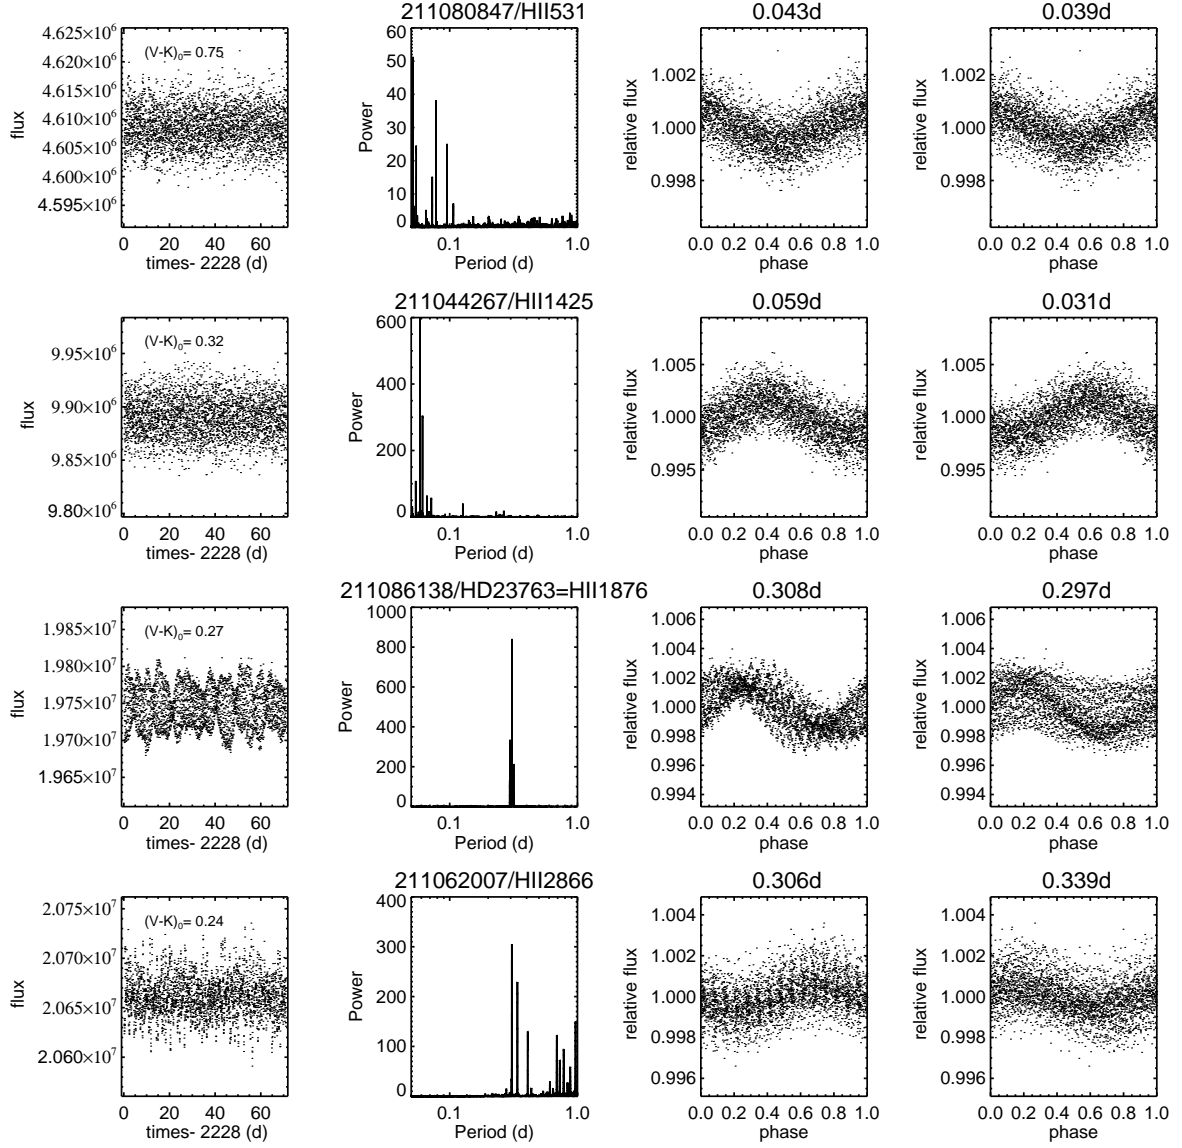 211080847/HII531
0.043d
0.039d
(V-K)₀= 0.75
4.625×10⁶
4.620×10⁶
4.615×10⁶
4.610×10⁶
4.605×10⁶
4.600×10⁶
4.595×10⁶
flux
0 20 40 60
times- 2228 (d)
60
50
40
30
20
10
0
Power
0.1 1.0
Period (d)
1.002
1.000
0.998
relative flux
0.0 0.2 0.4 0.6 0.8 1.0
phase
1.002
1.000
0.998
relative flux
0.0 0.2 0.4 0.6 0.8 1.0
phase
211044267/HII1425
0.059d
0.031d
(V-K)₀= 0.32
9.95×10⁶
9.90×10⁶
9.85×10⁶
9.80×10⁶
flux
0 20 40 60
times- 2228 (d)
600
400
200
0
Power
0.1 1.0
Period (d)
1.005
1.000
0.995
relative flux
0.0 0.2 0.4 0.6 0.8 1.0
phase
1.005
1.000
0.995
relative flux
0.0 0.2 0.4 0.6 0.8 1.0
phase
211086138/HD23763=HII1876
0.308d
0.297d
(V-K)₀= 0.27
1.985×10⁷
1.980×10⁷
1.975×10⁷
1.970×10⁷
1.965×10⁷
flux
0 20 40 60
times- 2228 (d)
1000
800
600
400
200
0
Power
0.1 1.0
Period (d)
1.006
1.004
1.002
1.000
0.998
0.996
0.994
relative flux
0.0 0.2 0.4 0.6 0.8 1.0
phase
1.006
1.004
1.002
1.000
0.998
0.996
0.994
relative flux
0.0 0.2 0.4 0.6 0.8 1.0
phase
211062007/HII2866
0.306d
0.339d
(V-K)₀= 0.24
2.075×10⁷
2.070×10⁷
2.065×10⁷
2.060×10⁷
flux
0 20 40 60
times- 2228 (d)
400
300
200
100
0
Power
0.1 1.0
Period (d)
1.004
1.002
1.000
0.998
0.996
relative flux
0.0 0.2 0.4 0.6 0.8 1.0
phase
1.004
1.002
1.000
0.998
0.996
relative flux
0.0 0.2 0.4 0.6 0.8 1.0
phase